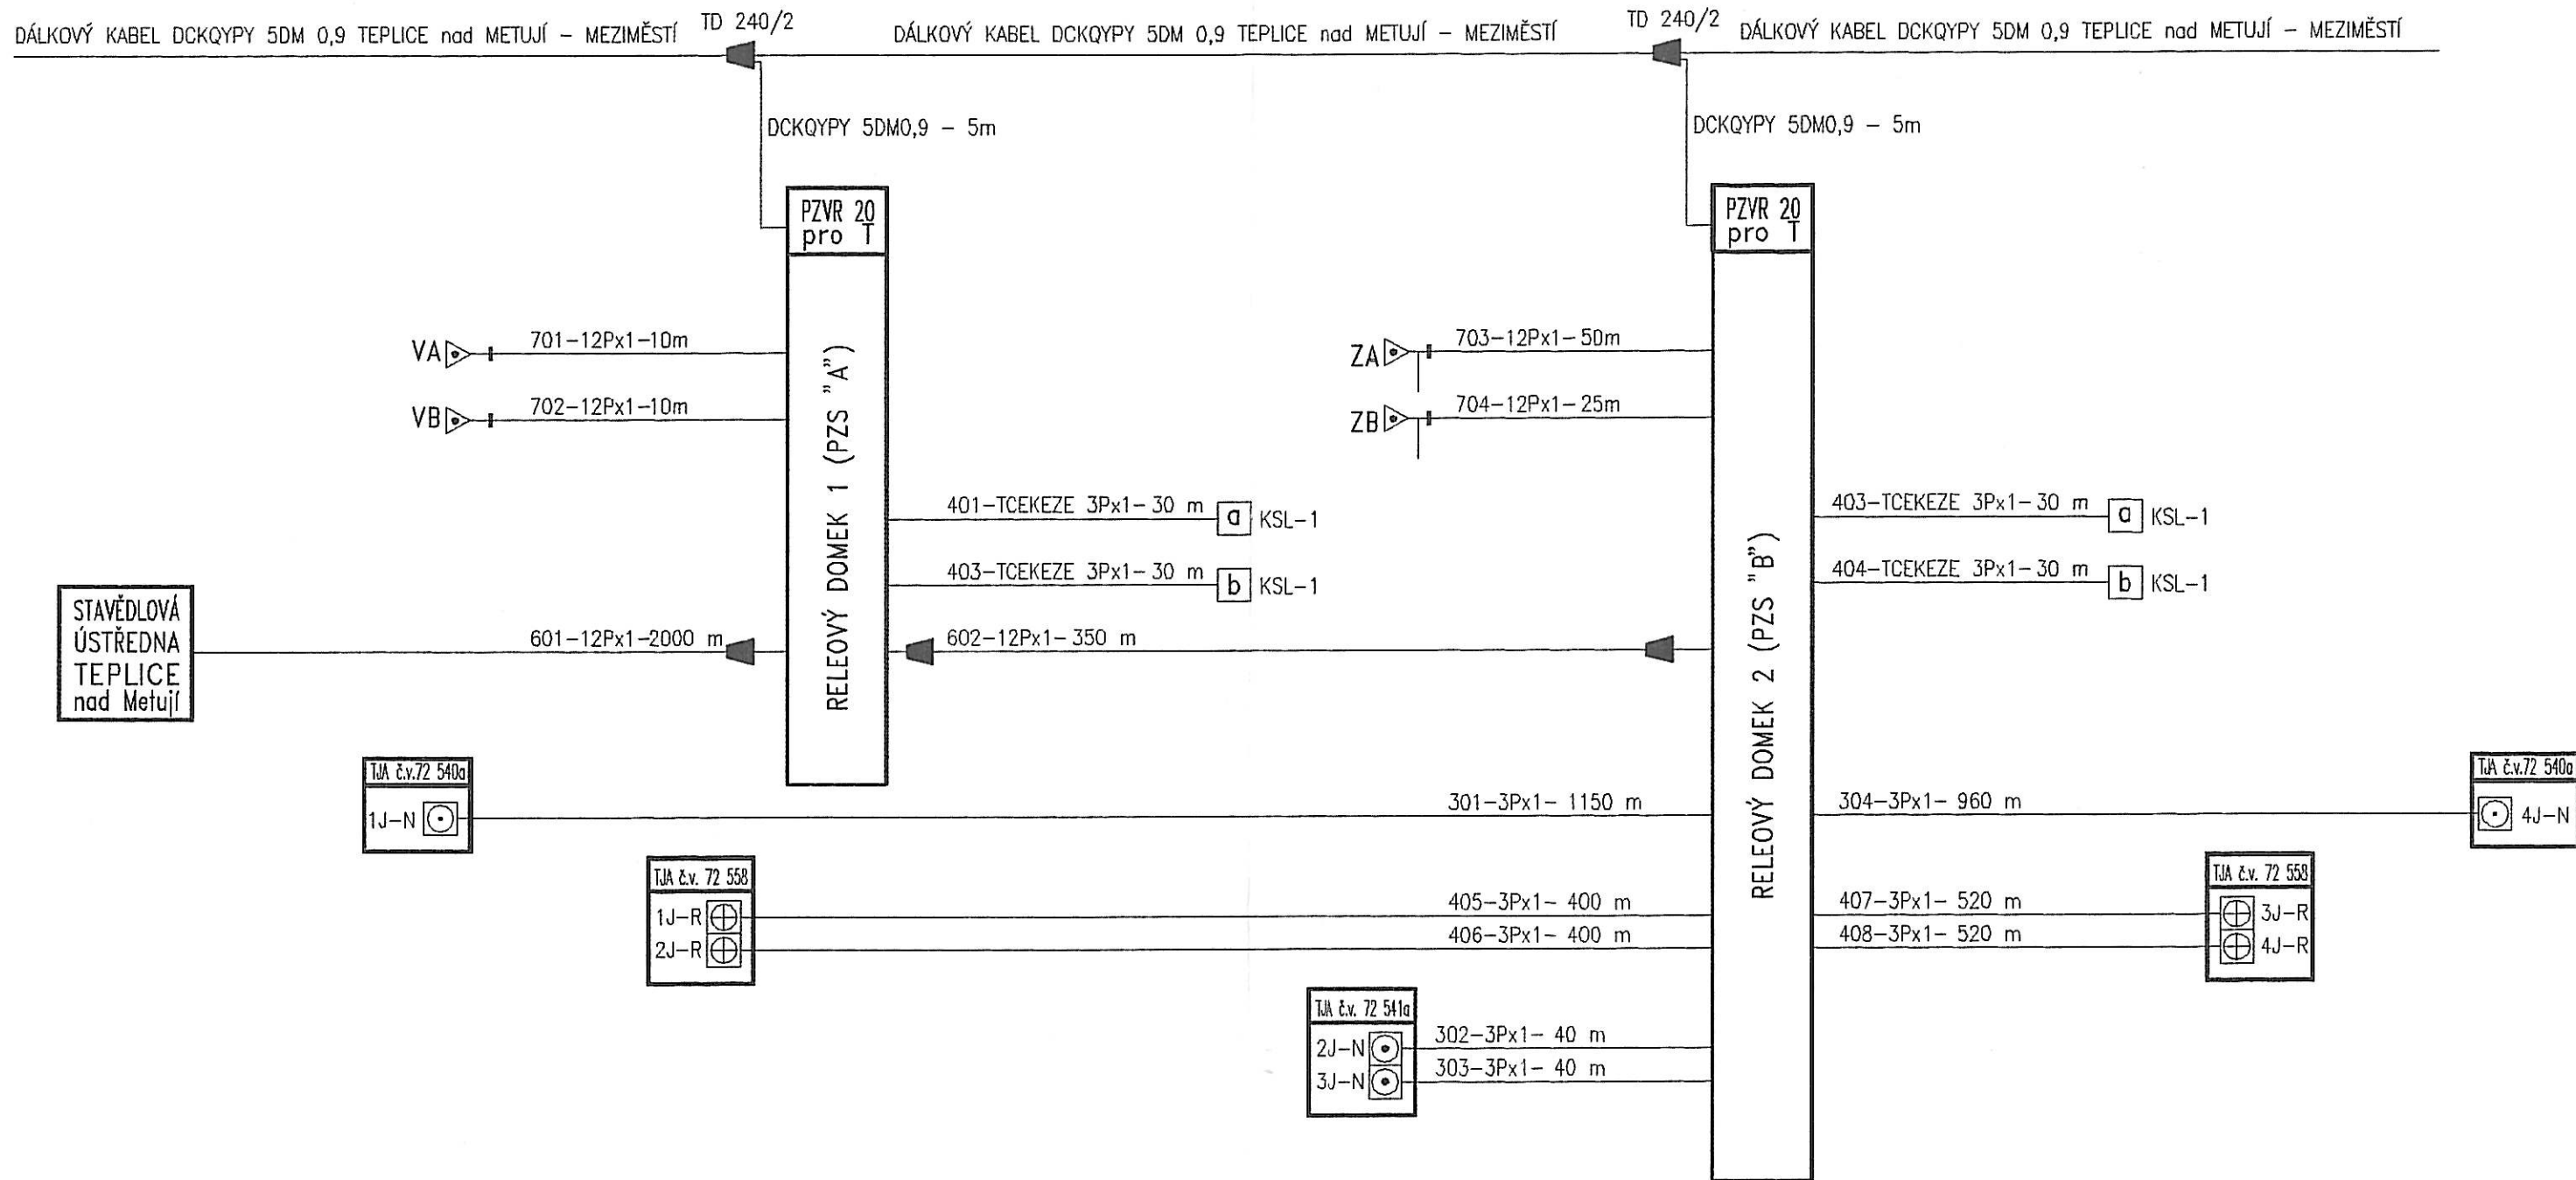 DÁLKOVÝ KABEL DCKQYPY 5DM 0,9 TEPLICE nad METUJÍ – MEZIMĚSTÍ
TD 240/2
DÁLKOVÝ KABEL DCKQYPY 5DM 0,9 TEPLICE nad METUJÍ – MEZIMĚSTÍ
TD 240/2
DÁLKOVÝ KABEL DCKQYPY 5DM 0,9 TEPLICE nad METUJÍ – MEZIMĚSTÍ
DCKQYPY 5DM0,9 – 5m
DCKQYPY 5DM0,9 – 5m
PZVR 20
pro T
PZVR 20
pro T
VA
701-12Px1-10m
VB
702-12Px1-10m
RELEOVÝ DOMEK 1 (PZS "A")
ZA
703-12Px1-50m
ZB
704-12Px1-25m
RELEOVÝ DOMEK 2 (PZS "B")
401-TCEKEZE 3Px1-30 m
a
KSL-1
403-TCEKEZE 3Px1-30 m
b
KSL-1
403-TCEKEZE 3Px1-30 m
a
KSL-1
404-TCEKEZE 3Px1-30 m
b
KSL-1
STAVĚDLOVÁ
ÚSTŘEDNA
TEPLICE
nad Metují
601-12Px1-2000 m
602-12Px1-350 m
TJA č.v.72 540a
1J-N
301-3Px1- 1150 m
304-3Px1- 960 m
TJA č.v.72 540a
4J-N
TJA č.v. 72 558
1J-R
2J-R
405-3Px1- 400 m
406-3Px1- 400 m
407-3Px1- 520 m
408-3Px1- 520 m
TJA č.v. 72 558
3J-R
4J-R
TJA č.v. 72 541a
2J-N
302-3Px1- 40 m
3J-N
303-3Px1- 40 m